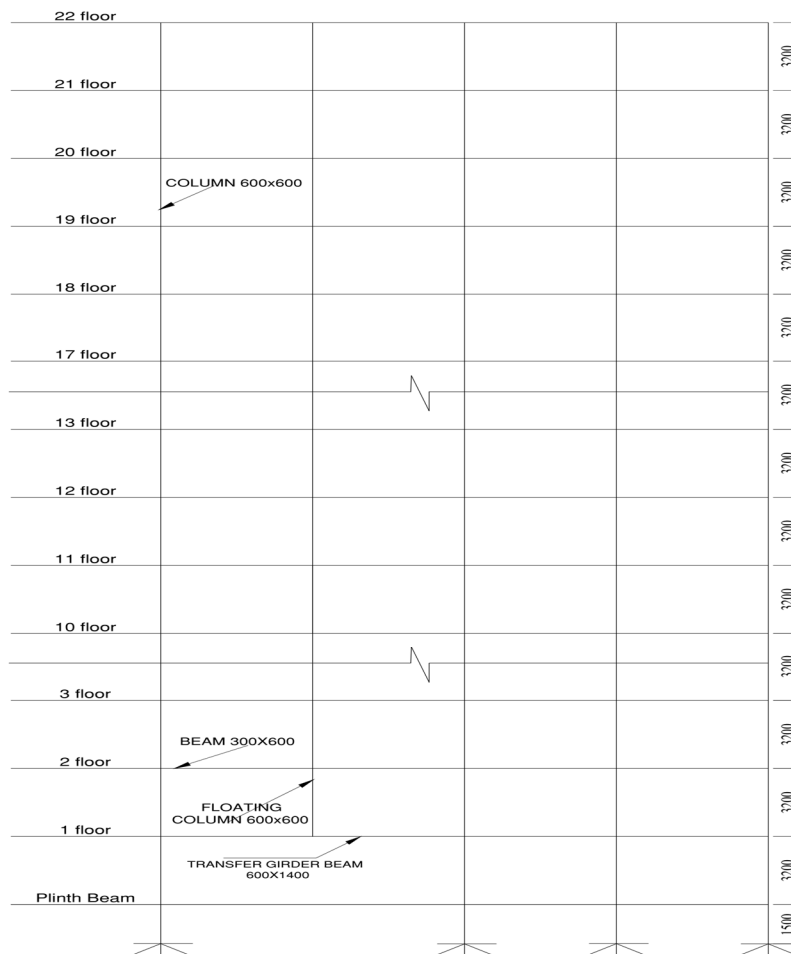 22 floor
3200
21 floor
3200
20 floor
COLUMN 600x600
3200
19 floor
3200
18 floor
3200
17 floor
3200
13 floor
3200
12 floor
3200
11 floor
3200
10 floor
3200
3 floor
3200
BEAM 300X600
2 floor
3200
FLOATING
COLUMN 600x600
1 floor
TRANSFER GIRDER BEAM
600X1400
3200
Plinth Beam
1500